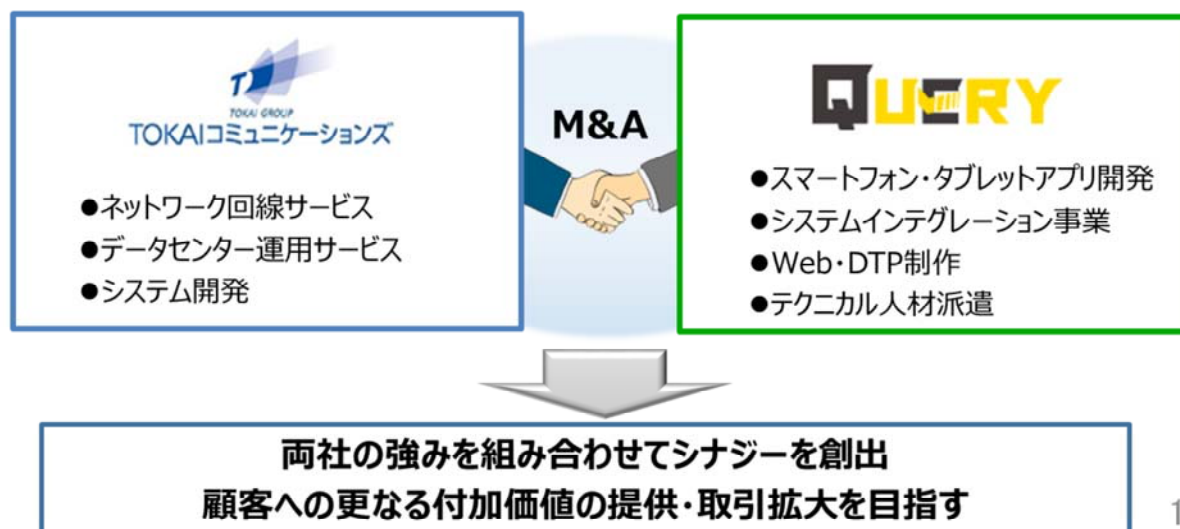 T
TOKAI GROUP
TOKAIコミュニケーションズ
●ネットワーク回線サービス
●データセンター運用サービス
●システム開発
M&A
QUERY
●スマートフォン・タブレットアプリ開発
●システムインテグレーション事業
●Web・DTP制作
●テクニカル人材派遣
両社の強みを組み合わせてシナジーを創出
顧客への更なる付加価値の提供・取引拡大を目指す